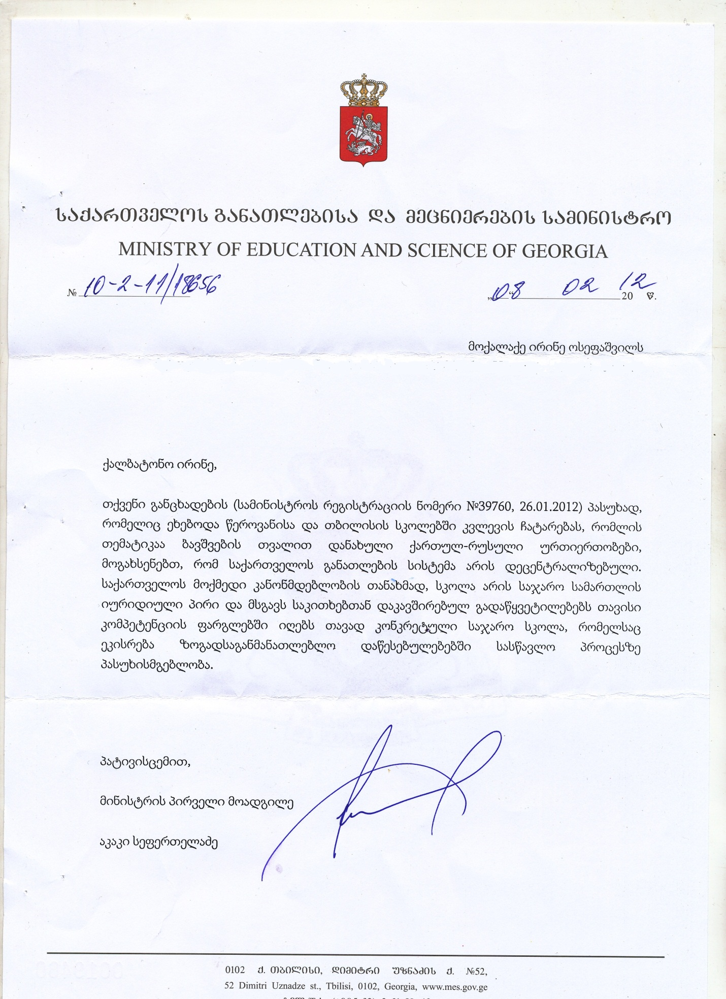 საქართველოს განათლებისა და მეცნიერების სამინისტრო
MINISTRY OF EDUCATION AND SCIENCE OF GEORGIA
№ 10-2-11/18656
„08“ 02 2012 წ.
მოქალაქე ირინე ოსეფაშვილს
ქალბატონო ირინე,
თქვენი განცხადების (სამინისტროს რეგისტრაციის ნომერი №39760, 26.01.2012) პასუხად,
რომელიც ეხებოდა წეროვანისა და თბილისის სკოლებში კვლევის ჩატარებას, რომლის
თემატიკაა ბავშვების თვალით დანახული ქართულ-რუსული ურთიერთობები,
მოგახსენებთ, რომ საქართველოს განათლების სისტემა არის დეცენტრალიზებული.
საქართველოს მოქმედი კანონმდებლობის თანახმად, სკოლა არის საჯარო სამართლის
იურიდიული პირი და მსგავს საკითხებთან დაკავშირებულ გადაწყვეტილებებს თავისი
კომპეტენციის ფარგლებში იღებს თავად კონკრეტული საჯარო სკოლა, რომელსაც
ეკისრება ზოგადსაგანმანათლებლო დაწესებულებებში სასწავლო პროცესზე
პასუხისმგებლობა.
პატივისცემით,
მინისტრის პირველი მოადგილე
აკაკი სეფერთელაძე
0102 ქ. თბილისი, დიმიტრი უზნაძის ქ. №52,
52 Dimitri Uznadze st., Tbilisi, 0102, Georgia, www.mes.gov.ge